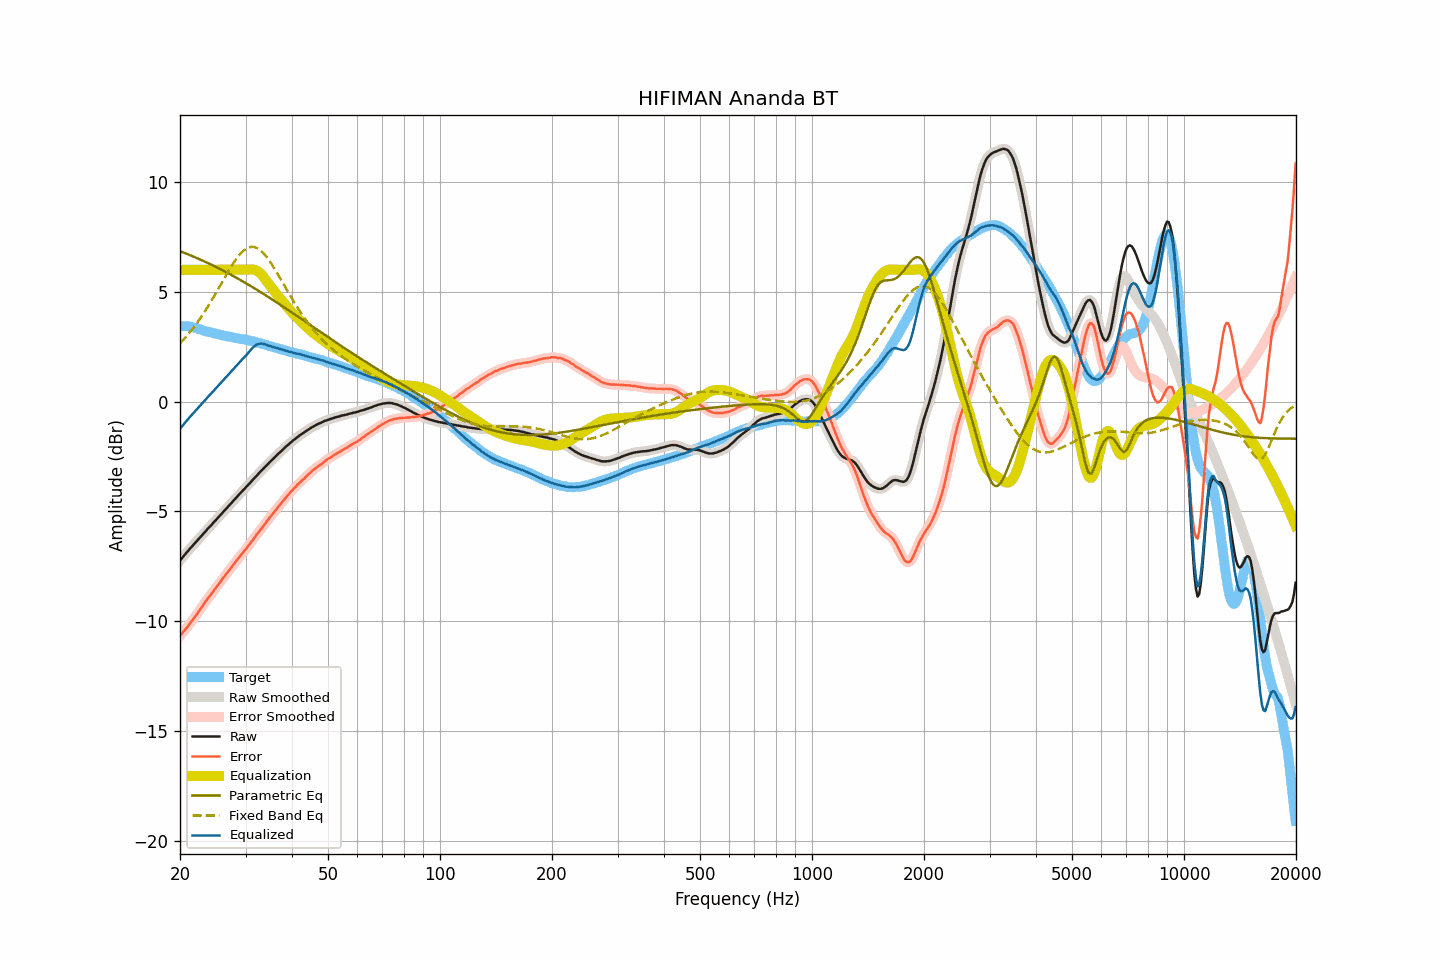 HIFIMAN Ananda BT
Amplitude (dBr)
10
5
0
−5
−10
−15
−20
Target
Raw Smoothed
Error Smoothed
Raw
Error
Equalization
Parametric Eq
Fixed Band Eq
Equalized
20 50 100 200 500 1000 2000 5000 10000 20000
Frequency (Hz)